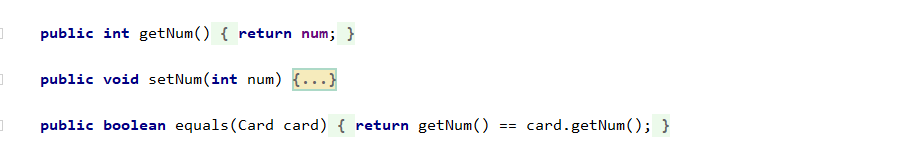 public int getNum() { return num; }
public void setNum(int num) {...}
public boolean equals(Card card) { return getNum() == card.getNum(); }